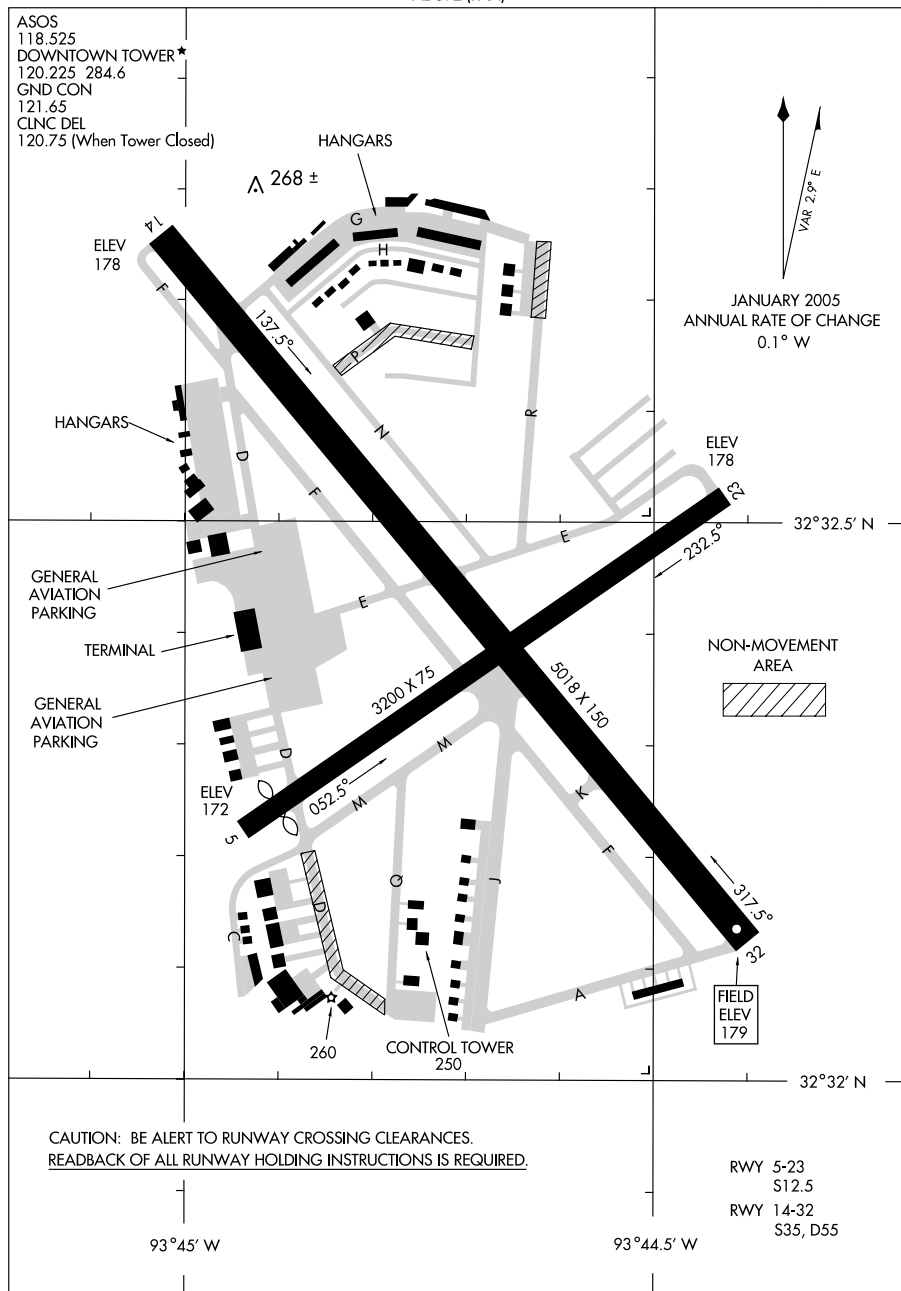 ASOS
118.525
DOWNTOWN TOWER
120.225 284.6
GND CON
121.65
CLNC DEL
120.75 (When Tower Closed)
HANGARS
268 ±
G
H
14
ELEV
178
F
137.5°
VAR 2.9° E
JANUARY 2005
ANNUAL RATE OF CHANGE
0.1° W
P
N
R
HANGARS
D
F
ELEV
178
23
32°32.5' N
E
232.5°
GENERAL
AVIATION
PARKING
E
TERMINAL
NON-MOVEMENT
AREA
3200 X 75
5018 X 150
GENERAL
AVIATION
PARKING
D
M
ELEV
172
052.5°
M
K
5
F
Q
J
317.5°
C
D
32
A
FIELD
ELEV
179
260
CONTROL TOWER
250
32°32' N
CAUTION: BE ALERT TO RUNWAY CROSSING CLEARANCES.
READBACK OF ALL RUNWAY HOLDING INSTRUCTIONS IS REQUIRED.
RWY 5-23
S12.5
RWY 14-32
S35, D55
93°45' W
93°44.5' W